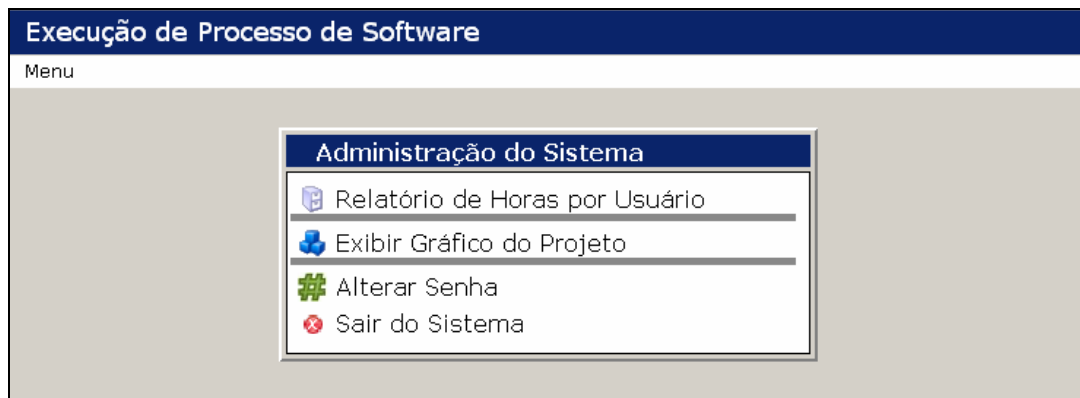 Execução de Processo de Software
Menu
Administração do Sistema
Relatório de Horas por Usuário
Exibir Gráfico do Projeto
Alterar Senha
Sair do Sistema